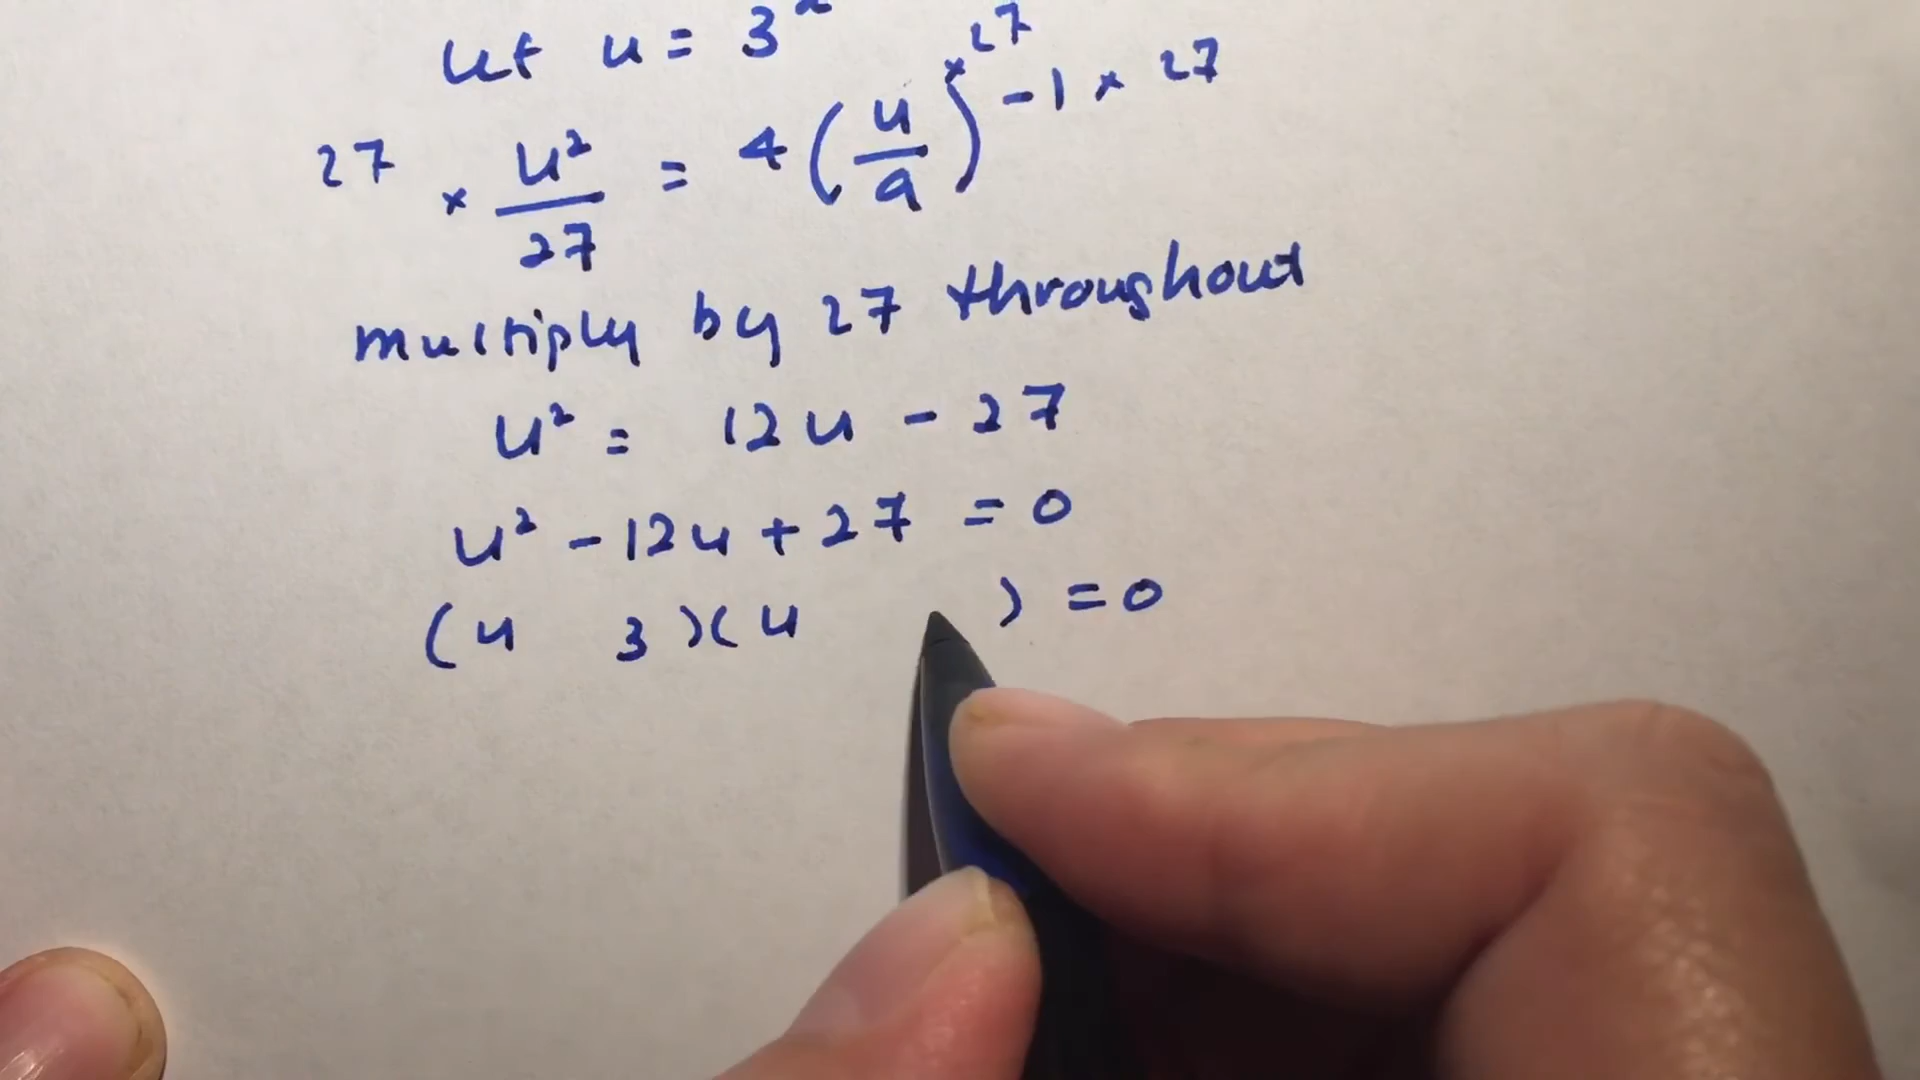 let u = 3^x
27 × u²/27 = 4(u/9)^×27 - 1 × 27
multiply by 27 throughout
u² = 12u - 27
u² - 12u + 27 = 0
(u 3)(u ) = 0